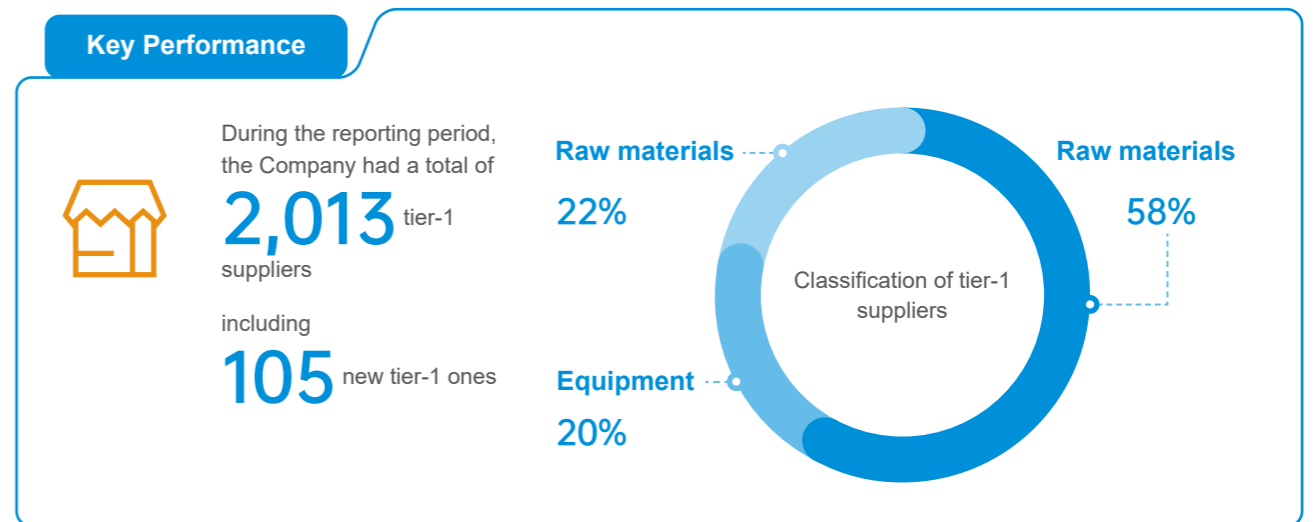 Key Performance
During the reporting period,
the Company had a total of
2,013 tier-1
suppliers
including
105 new tier-1 ones
Raw materials
22%
Equipment
20%
Classification of tier-1
suppliers
Raw materials
58%